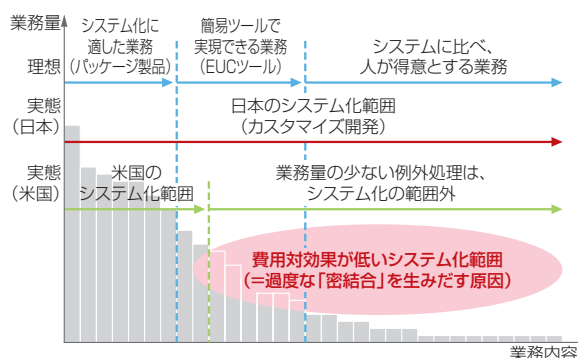 業務量
システム化に
適した業務
(パッケージ製品)
簡易ツールで
実現できる業務
(EUCツール)
システムに比べ、
人が得意とする業務
理想
実態
(日本)
日本のシステム化範囲
(カスタマイズ開発)
実態
(米国)
米国の
システム化範囲
業務量の少ない例外処理は、
システム化の範囲外
費用対効果が低いシステム化範囲
(=過度な「密結合」を生みだす原因)
業務内容